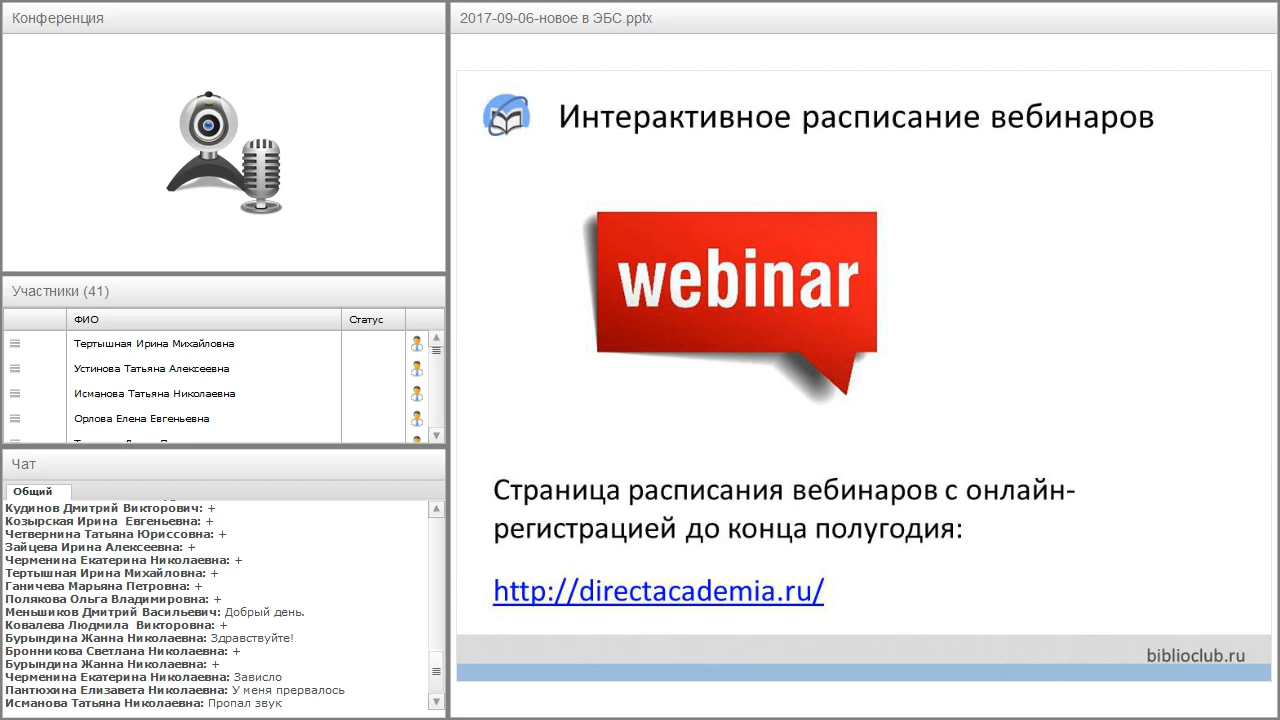 Конференция
Участники (41)
ФИО Статус
Тертышная Ирина Михайловна
Устинова Татьяна Алексеевна
Исманова Татьяна Николаевна
Орлова Елена Евгеньевна
Чат
Общий
Кудинов Дмитрий Викторович: +
Козырская Ирина  Евгеньевна: +
Четвернина Татьяна Юриссовна: +
Зайцева Ирина Алексеевна: +
Черменина Екатерина Николаевна: +
Тертышная Ирина Михайловна: +
Ганичева Марьяна Петровна: +
Полякова Ольга Владимировна: +
Меньшиков Дмитрий Васильевич: Добрый день.
Ковалева Людмила  Викторовна: +
Бурындина Жанна Николаевна: Здравствуйте!
Бронникова Светлана Николаевна: +
Бурындина Жанна Николаевна: +
Черменина Екатерина Николаевна: Зависло
Пантюхина Елизавета Николаевна: У меня прервалось
Исманова Татьяна Николаевна: Пропал звук
2017-09-06-новое в ЭБС.pptx
Интерактивное расписание вебинаров
webinar
Страница расписания вебинаров с онлайн-
регистрацией до конца полугодия:
http://directacademia.ru/
biblioclub.ru